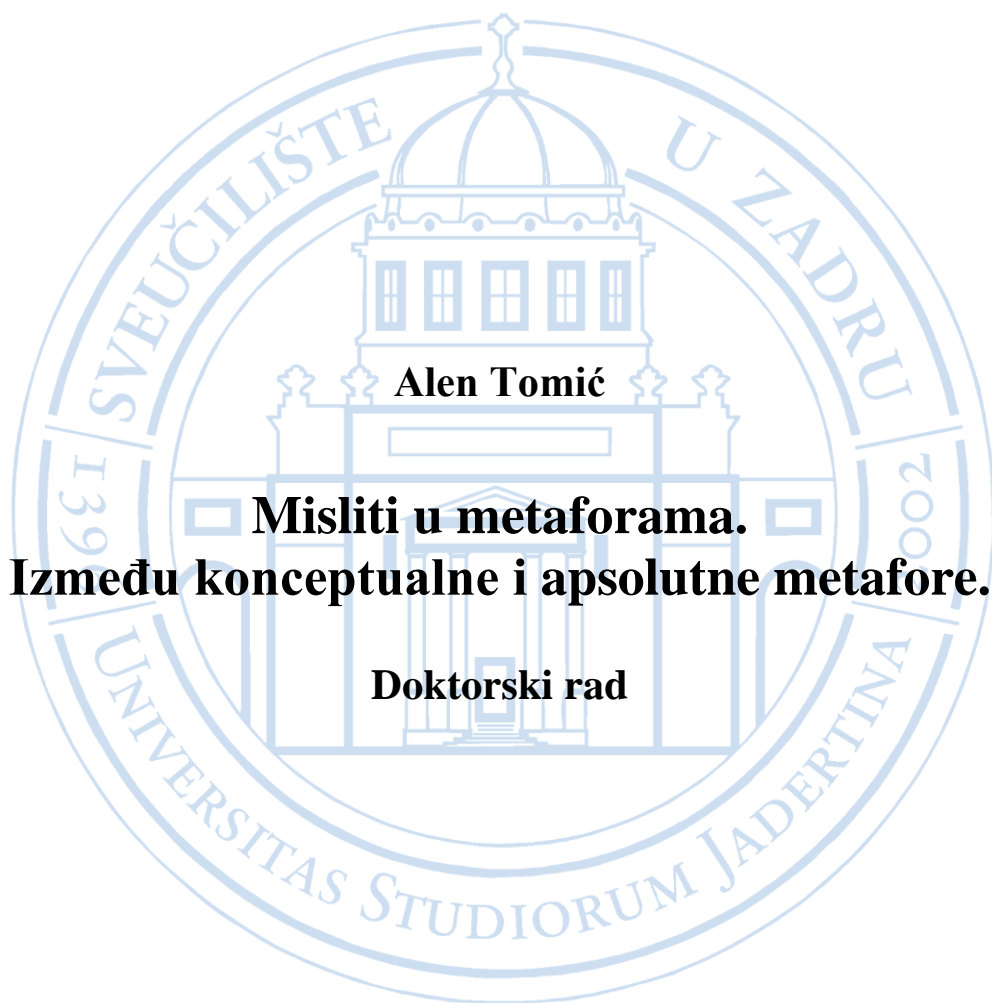 SVEUČILIŠTE U ZADRU
Alen Tomić
1396
2002
Misliti u metaforama.
Između konceptualne i apsolutne metafore.
Doktorski rad
UNIVERSITAS STUDIORUM JADERTINA